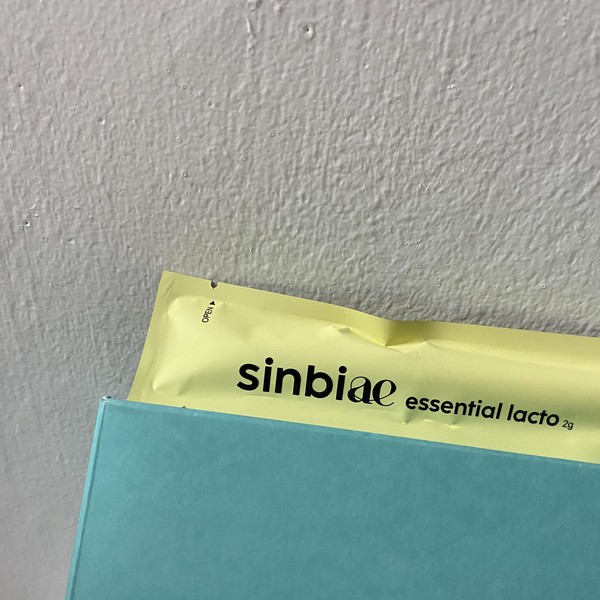 OPEN
sinbiae essential lacto 2g